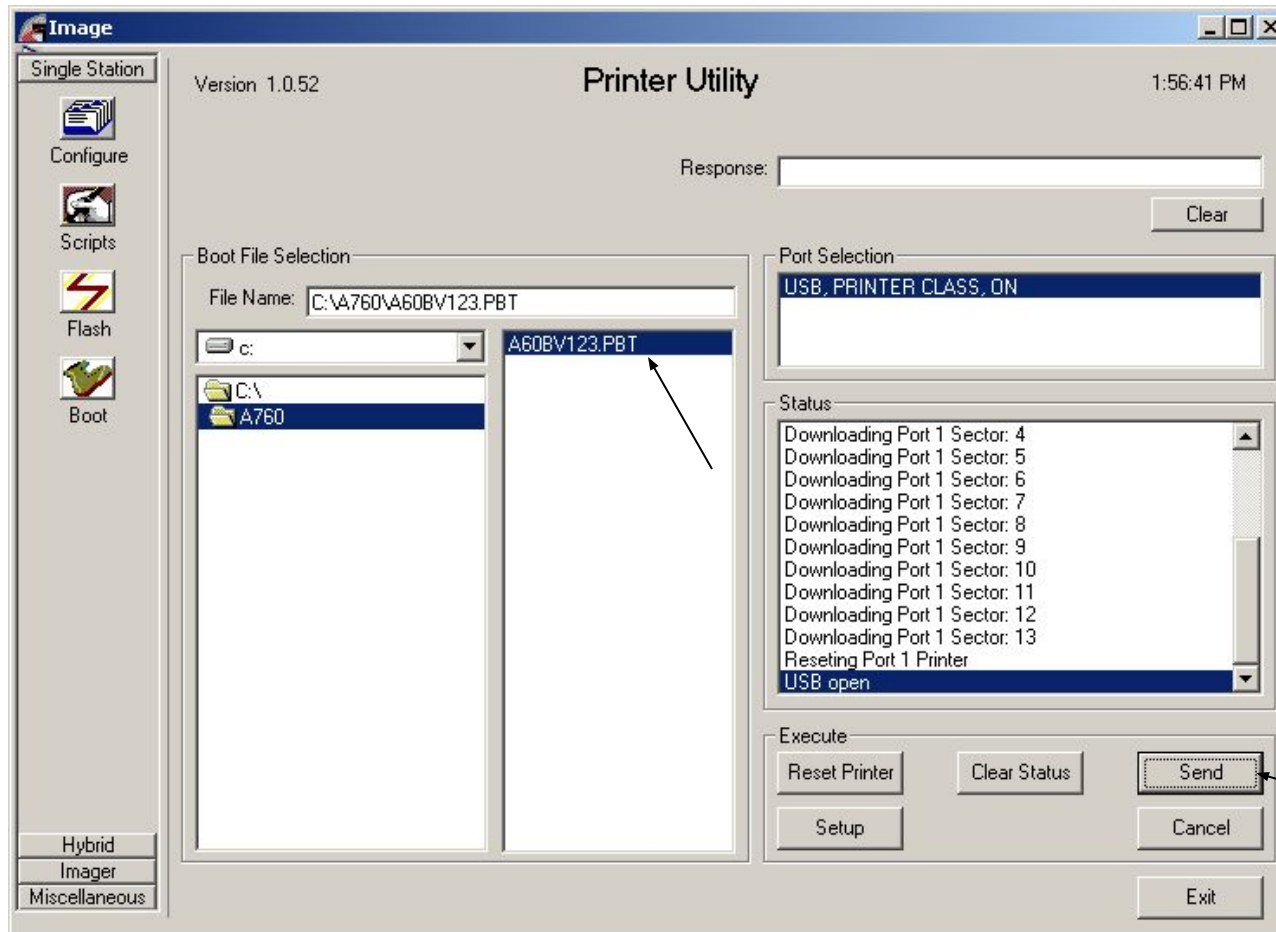 Image
Single Station
Configure
Scripts
Flash
Boot
Hybrid
Imager
Miscellaneous
Version 1.0.52
Printer Utility
1:56:41 PM
Response:
Clear
Boot File Selection
File Name: C:\A760\A60BV123.PBT
c:
C:\
A760
A60BV123.PBT
Port Selection
USB, PRINTER CLASS, ON
Status
Downloading Port 1 Sector: 4
Downloading Port 1 Sector: 5
Downloading Port 1 Sector: 6
Downloading Port 1 Sector: 7
Downloading Port 1 Sector: 8
Downloading Port 1 Sector: 9
Downloading Port 1 Sector: 10
Downloading Port 1 Sector: 11
Downloading Port 1 Sector: 12
Downloading Port 1 Sector: 13
Reseting Port 1 Printer
USB open
Execute
Reset Printer
Clear Status
Send
Setup
Cancel
Exit